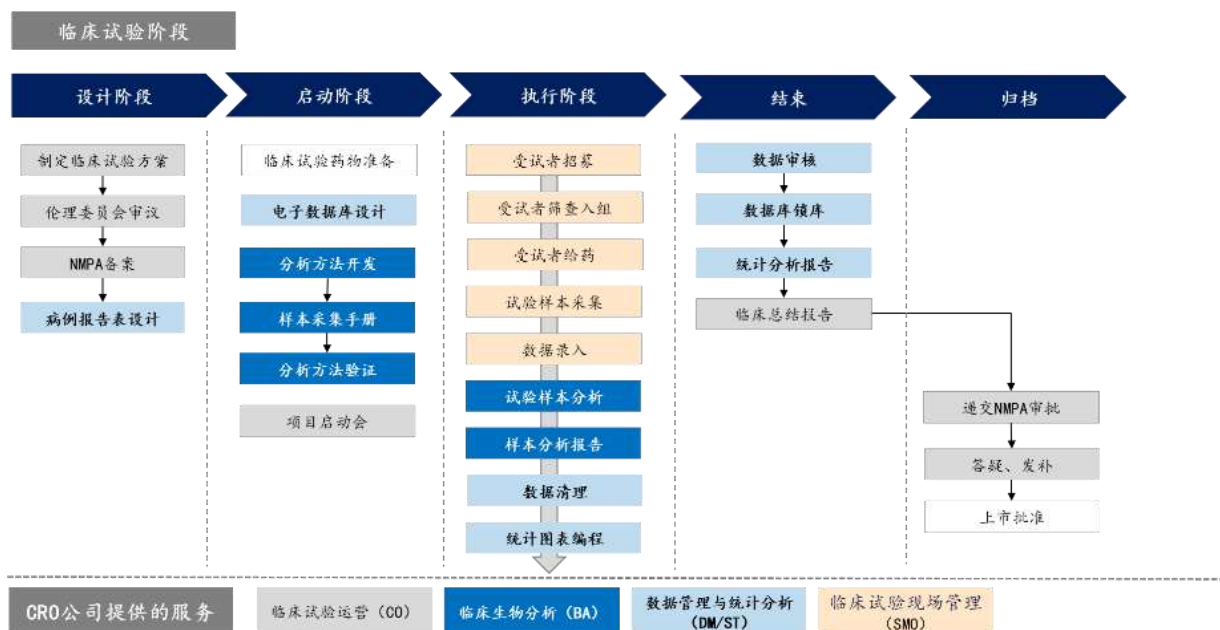 临床试验阶段
设计阶段
启动阶段
执行阶段
结束
归档
制定临床试验方案
伦理委员会审议
NMPA备案
病例报告表设计
临床试验药物准备
电子数据库设计
分析方法开发
样本采集手册
分析方法验证
项目启动会
受试者招募
受试者筛查入组
受试者给药
试验样本采集
数据录入
试验样本分析
样本分析报告
数据清理
统计图表编程
数据审核
数据库锁库
统计分析报告
临床总结报告
递交NMPA审批
答疑、发补
上市批准
CRO公司提供的服务
临床试验运营 (CO)
临床生物分析 (BA)
数据管理与统计分析
(DM/ST)
临床试验现场管理
(SMO)